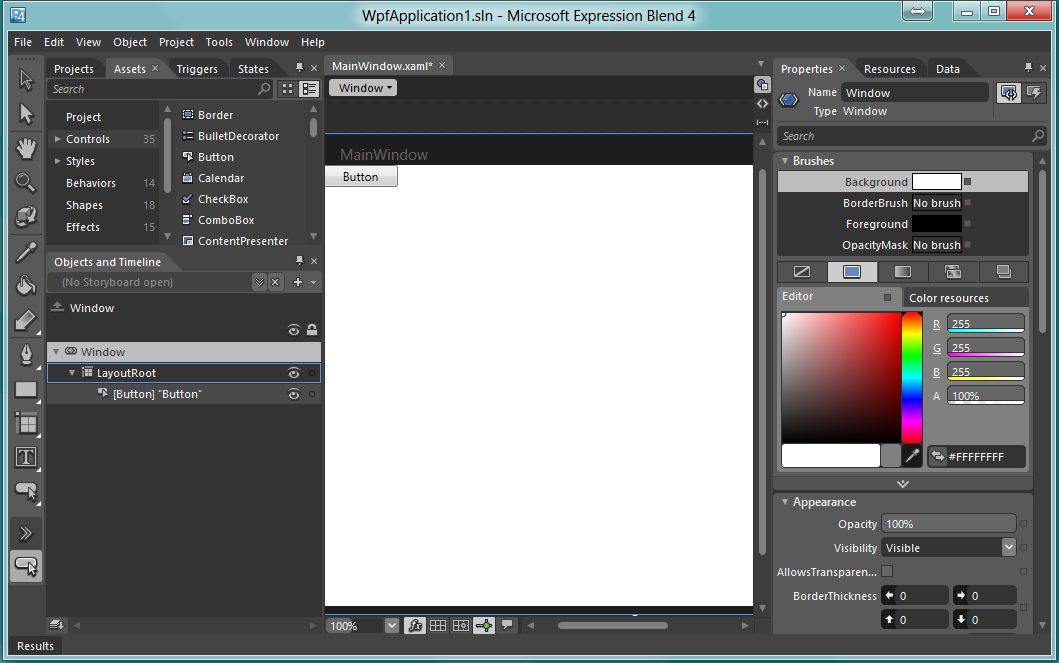 WpfApplication1.sln - Microsoft Expression Blend 4
File Edit View Object Project Tools Window Help
Projects Assets × Triggers States
Search
Project
Controls 35
Styles
Behaviors 14
Shapes 18
Effects 15
Border
BulletDecorator
Button
Calendar
CheckBox
ComboBox
ContentPresenter
Objects and Timeline
(No Storyboard open)
Window
Window
LayoutRoot
[Button] "Button"
MainWindow.xaml* ×
Window
MainWindow
Button
100%
Properties × Resources Data
Name Window
Type Window
Search
Brushes
Background
BorderBrush No brush
Foreground
OpacityMask No brush
Editor Color resources
R 255
G 255
B 255
A 100%
#FFFFFFFF
Appearance
Opacity 100%
Visibility Visible
AllowsTransparen...
BorderThickness 0 0
0 0
Results